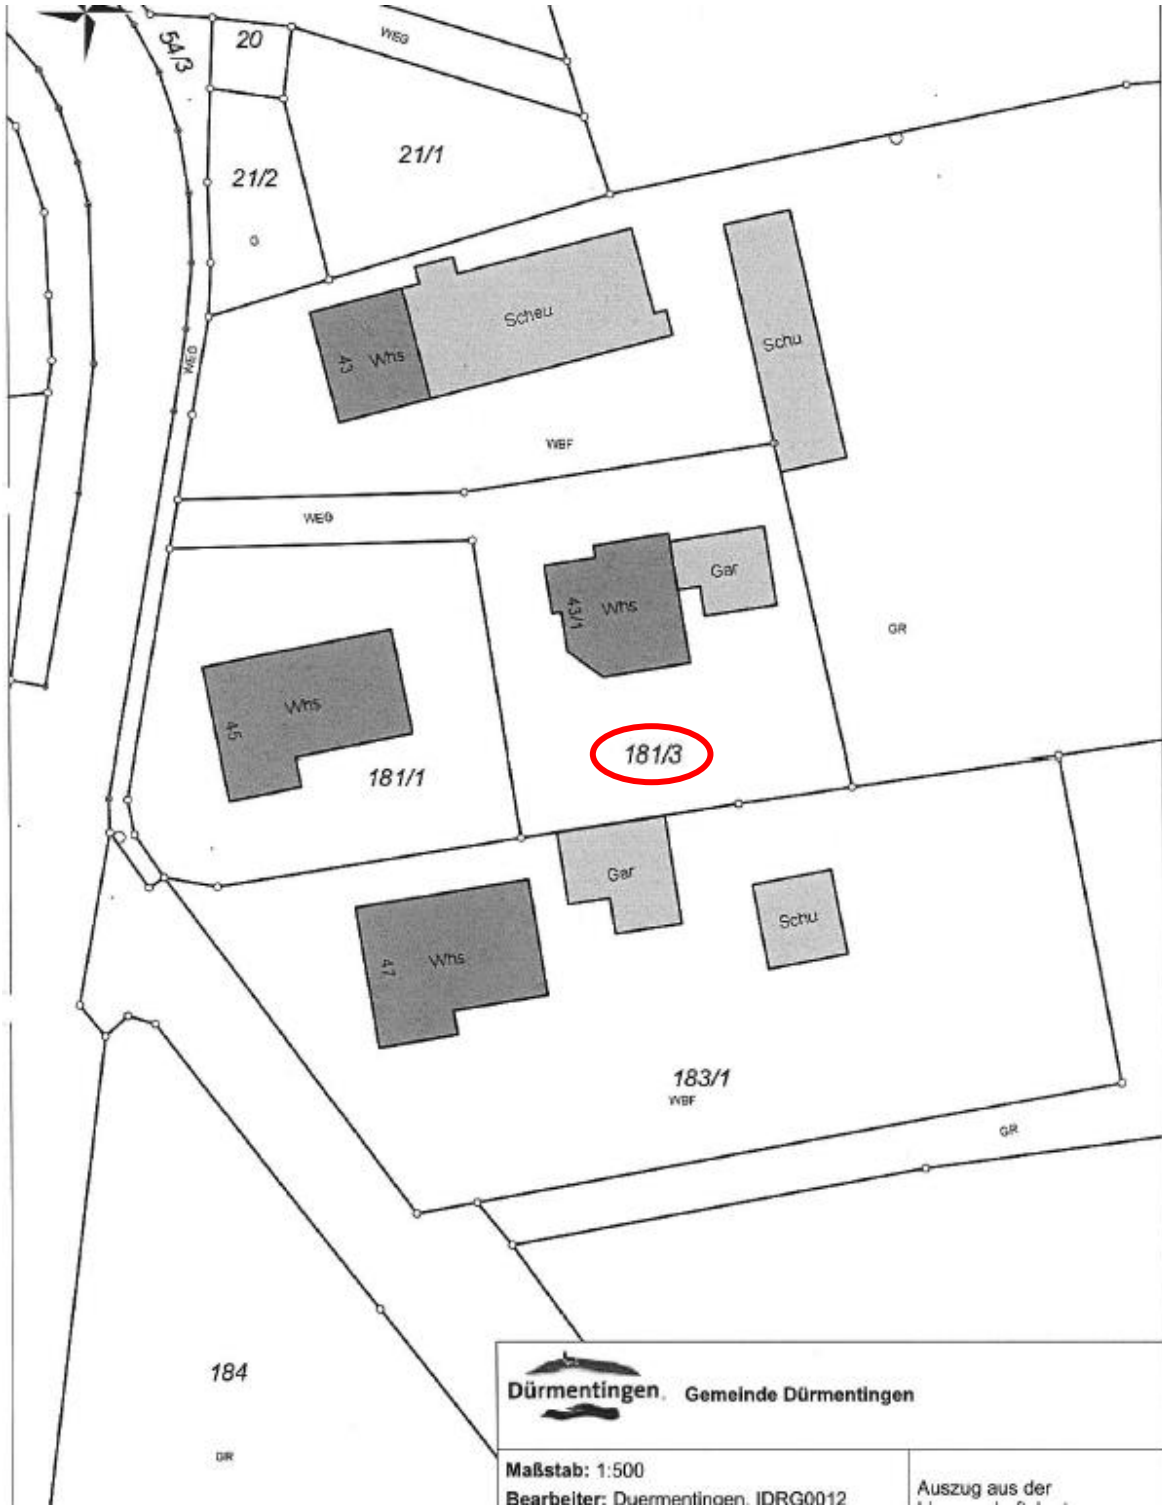 54/3
20
WEG
21/1
21/2
G
Scheu
43
Whs
Schu
WEG
WBF
WEG
Gar
43/1
Whs
GR
Whs
45
181/3
181/1
Gar
Schu
47
Whs
183/1
WBF
GR
184
GR
Dürmentingen
Gemeinde Dürmentingen
Maßstab: 1:500
Bearbeiter: Duermentingen, IDRG0012
Auszug aus der